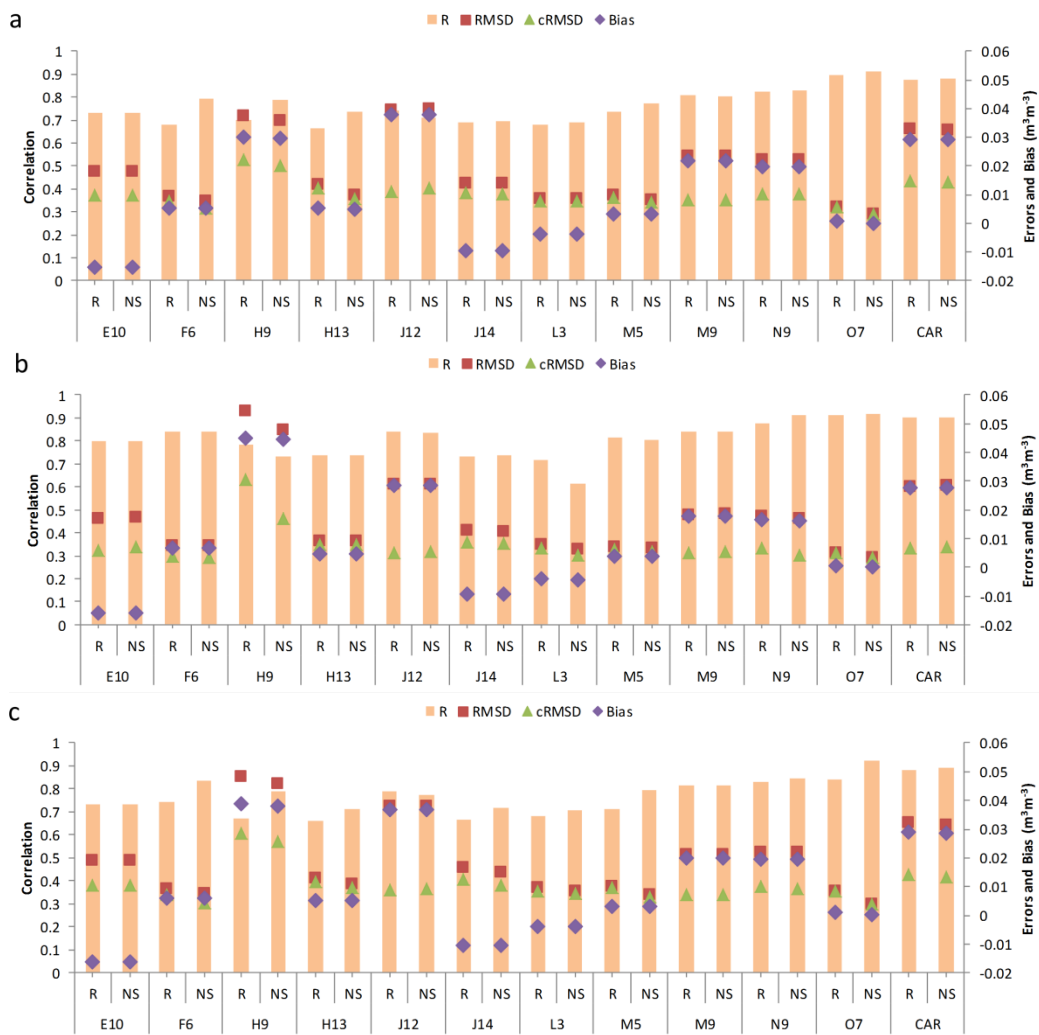 a
R RMSD cRMSD Bias
1 0.06
0.9 0.05
0.8 0.04
0.7 0.03
0.6 0.02
0.5 0.01
0.4 0
0.3 -0.01
0.2 -0.02
0.1
0
Correlation
Errors and Bias (m³m⁻³)
R NS R NS R NS R NS R NS R NS R NS R NS R NS R NS R NS R NS
E10 F6 H9 H13 J12 J14 L3 M5 M9 N9 O7 CAR
b
R RMSD cRMSD Bias
1 0.06
0.9 0.05
0.8 0.04
0.7 0.03
0.6 0.02
0.5 0.01
0.4 0
0.3 -0.01
0.2 -0.02
0.1
0
Correlation
Errors and Bias (m³m⁻³)
R NS R NS R NS R NS R NS R NS R NS R NS R NS R NS R NS R NS
E10 F6 H9 H13 J12 J14 L3 M5 M9 N9 O7 CAR
c
R RMSD cRMSD Bias
1 0.06
0.9 0.05
0.8 0.04
0.7 0.03
0.6 0.02
0.5 0.01
0.4 0
0.3 -0.01
0.2 -0.02
0.1
0
Correlation
Errors and Bias (m³m⁻³)
R NS R NS R NS R NS R NS R NS R NS R NS R NS R NS R NS R NS
E10 F6 H9 H13 J12 J14 L3 M5 M9 N9 O7 CAR